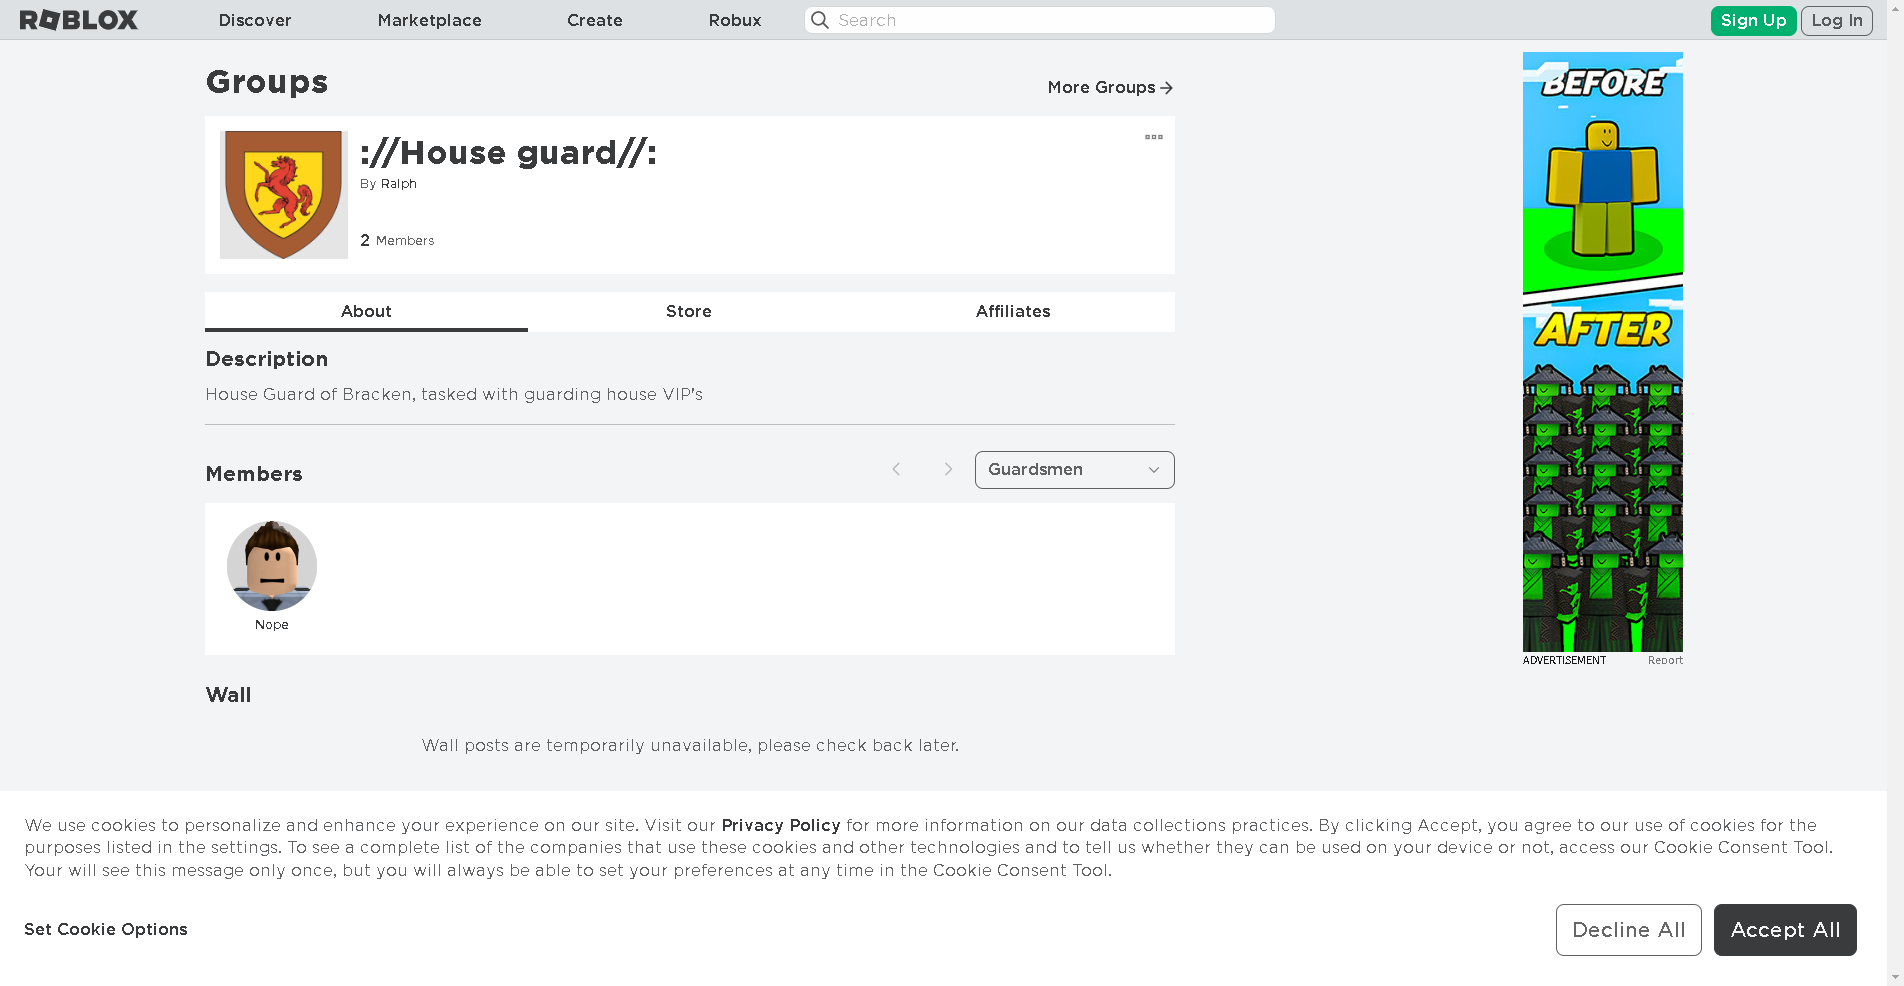 ROBLOX
Discover
Marketplace
Create
Robux
Search
Sign Up
Log In
Groups
More Groups
://House guard//:
By Ralph
2 Members
About
Store
Affiliates
Description
House Guard of Bracken, tasked with guarding house VIP's
Members
Guardsmen
Nope
Wall
Wall posts are temporarily unavailable, please check back later.
BEFORE
AFTER
ADVERTISEMENT
Report
We use cookies to personalize and enhance your experience on our site. Visit our Privacy Policy for more information on our data collections practices. By clicking Accept, you agree to our use of cookies for the
purposes listed in the settings. To see a complete list of the companies that use these cookies and other technologies and to tell us whether they can be used on your device or not, access our Cookie Consent Tool.
Your will see this message only once, but you will always be able to set your preferences at any time in the Cookie Consent Tool.
Set Cookie Options
Decline All
Accept All